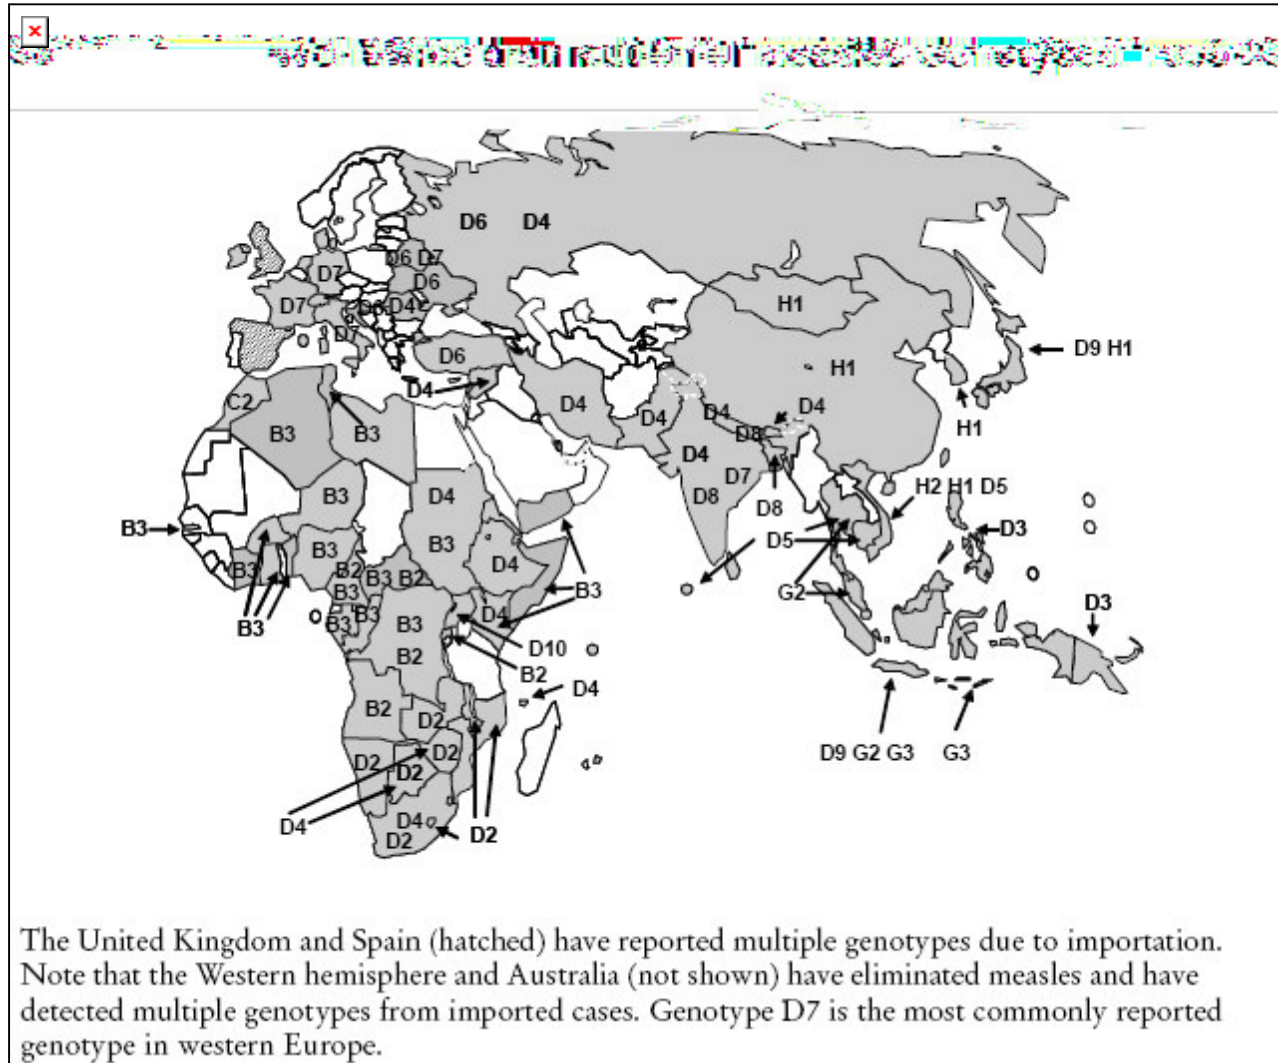 D6 D4
D6 D7
D7
D6
D7
D6 D4
D7
H1
D9 H1
D6
H1
D4
C2
D4
D4
D4
D4
H1
B3
B3
D8
D4
D7
H2 H1 D5
B3
D4
D8
D8
B3
D3
B3
B3
D5
D4
B3
B2
B3
B2
B3
G2
B3
D4
D3
B3
B3
B3
B3
D10
B2
B2
D4
B2
D2
D2
D9 G2 G3
G3
D2
D2
D4
D4
D2
D2
The United Kingdom and Spain (hatched) have reported multiple genotypes due to importation.
Note that the Western hemisphere and Australia (not shown) have eliminated measles and have
detected multiple genotypes from imported cases. Genotype D7 is the most commonly reported
genotype in western Europe.